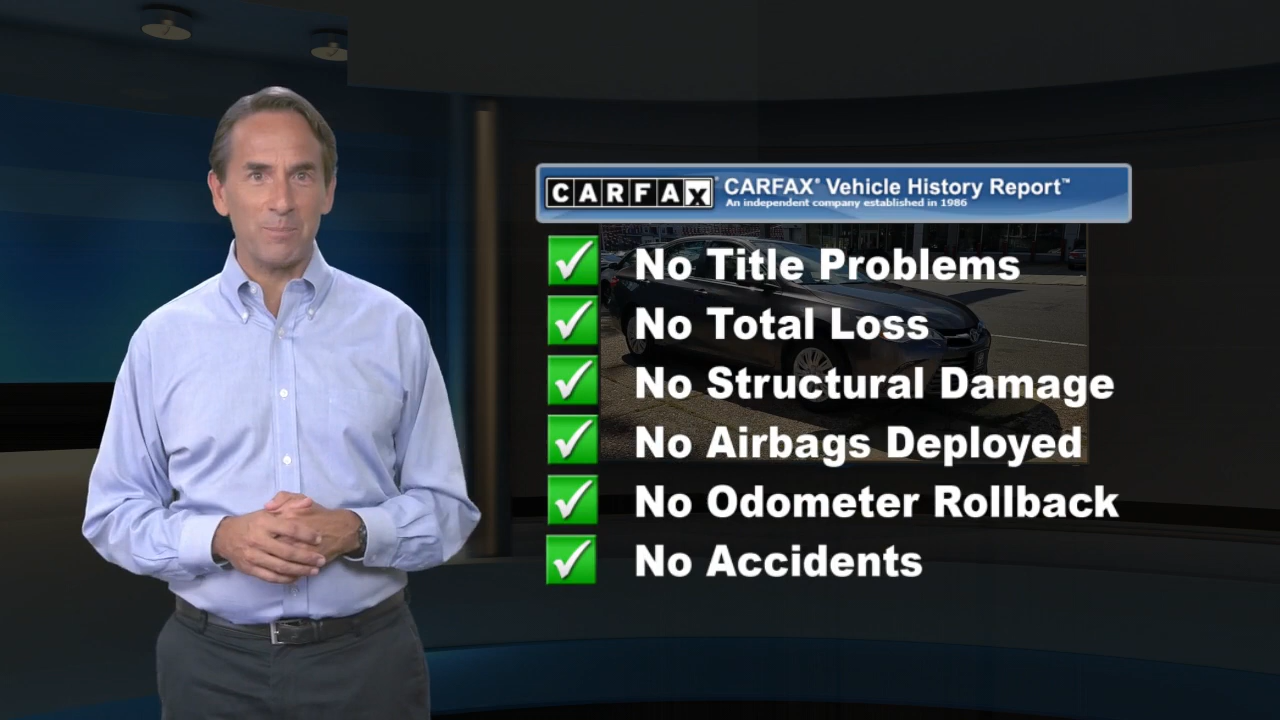 CARFAX® CARFAX® Vehicle History Report™
An independent company established in 1986
No Title Problems
No Total Loss
No Structural Damage
No Airbags Deployed
No Odometer Rollback
No Accidents